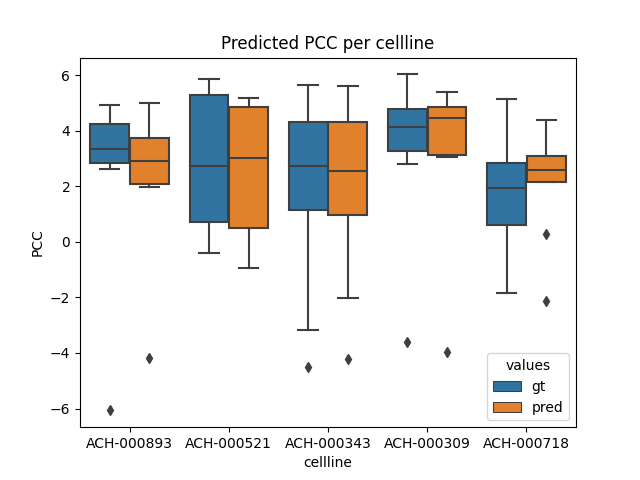 Predicted PCC per cellline
6
4
2
0
−2
−4
−6
PCC
values
gt
pred
ACH-000893 ACH-000521 ACH-000343 ACH-000309 ACH-000718
cellline